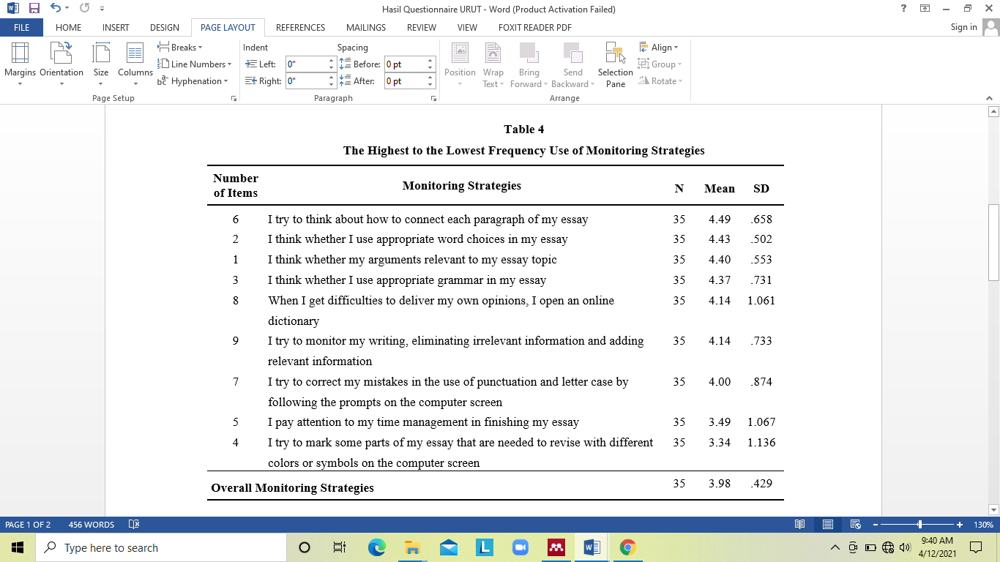 Hasil Questionnaire URUT - Word (Product Activation Failed)
FILE HOME INSERT DESIGN PAGE LAYOUT REFERENCES MAILINGS REVIEW VIEW FOXIT READER PDF Sign in
Margins Orientation Size Columns
Breaks
Line Numbers
Hyphenation
Page Setup
Indent Spacing
Left: 0" Before: 0 pt
Right: 0" After: 0 pt
Paragraph
Position Wrap Text Bring Forward Send Backward Selection Pane
Align
Group
Rotate
Arrange
Table 4
The Highest to the Lowest Frequency Use of Monitoring Strategies
Number of Items Monitoring Strategies N Mean SD
6 I try to think about how to connect each paragraph of my essay 35 4.49 .658
2 I think whether I use appropriate word choices in my essay 35 4.43 .502
1 I think whether my arguments relevant to my essay topic 35 4.40 .553
3 I think whether I use appropriate grammar in my essay 35 4.37 .731
8 When I get difficulties to deliver my own opinions, I open an online 35 4.14 1.061
dictionary
9 I try to monitor my writing, eliminating irrelevant information and adding 35 4.14 .733
relevant information
7 I try to correct my mistakes in the use of punctuation and letter case by 35 4.00 .874
following the prompts on the computer screen
5 I pay attention to my time management in finishing my essay 35 3.49 1.067
4 I try to mark some parts of my essay that are needed to revise with different 35 3.34 1.136
colors or symbols on the computer screen
Overall Monitoring Strategies 35 3.98 .429
PAGE 1 OF 2 456 WORDS 130%
Type here to search
9:40 AM
4/12/2021